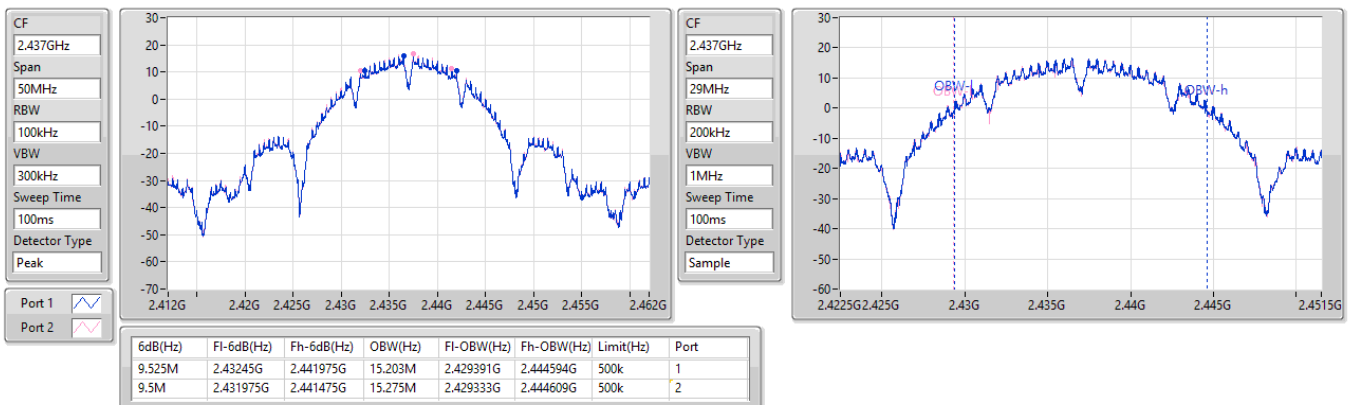 CF
2.437GHz
Span
50MHz
RBW
100kHz
VBW
300kHz
Sweep Time
100ms
Detector Type
Peak
Port 1
Port 2
30
20
10
0
-10
-20
-30
-40
-50
-60
-70
2.412G 2.42G 2.425G 2.43G 2.435G 2.44G 2.445G 2.45G 2.455G 2.462G
CF
2.437GHz
Span
29MHz
RBW
200kHz
VBW
1MHz
Sweep Time
100ms
Detector Type
Sample
30
20
10
0
-10
-20
-30
-40
-50
-60
OBW-l OBW-h
2.4225G 2.425G 2.43G 2.435G 2.44G 2.445G 2.4515G
6dB(Hz) Fl-6dB(Hz) Fh-6dB(Hz) OBW(Hz) Fl-OBW(Hz) Fh-OBW(Hz) Limit(Hz) Port
9.525M 2.43245G 2.441975G 15.203M 2.429391G 2.444594G 500k 1
9.5M 2.431975G 2.441475G 15.275M 2.429333G 2.444609G 500k 2